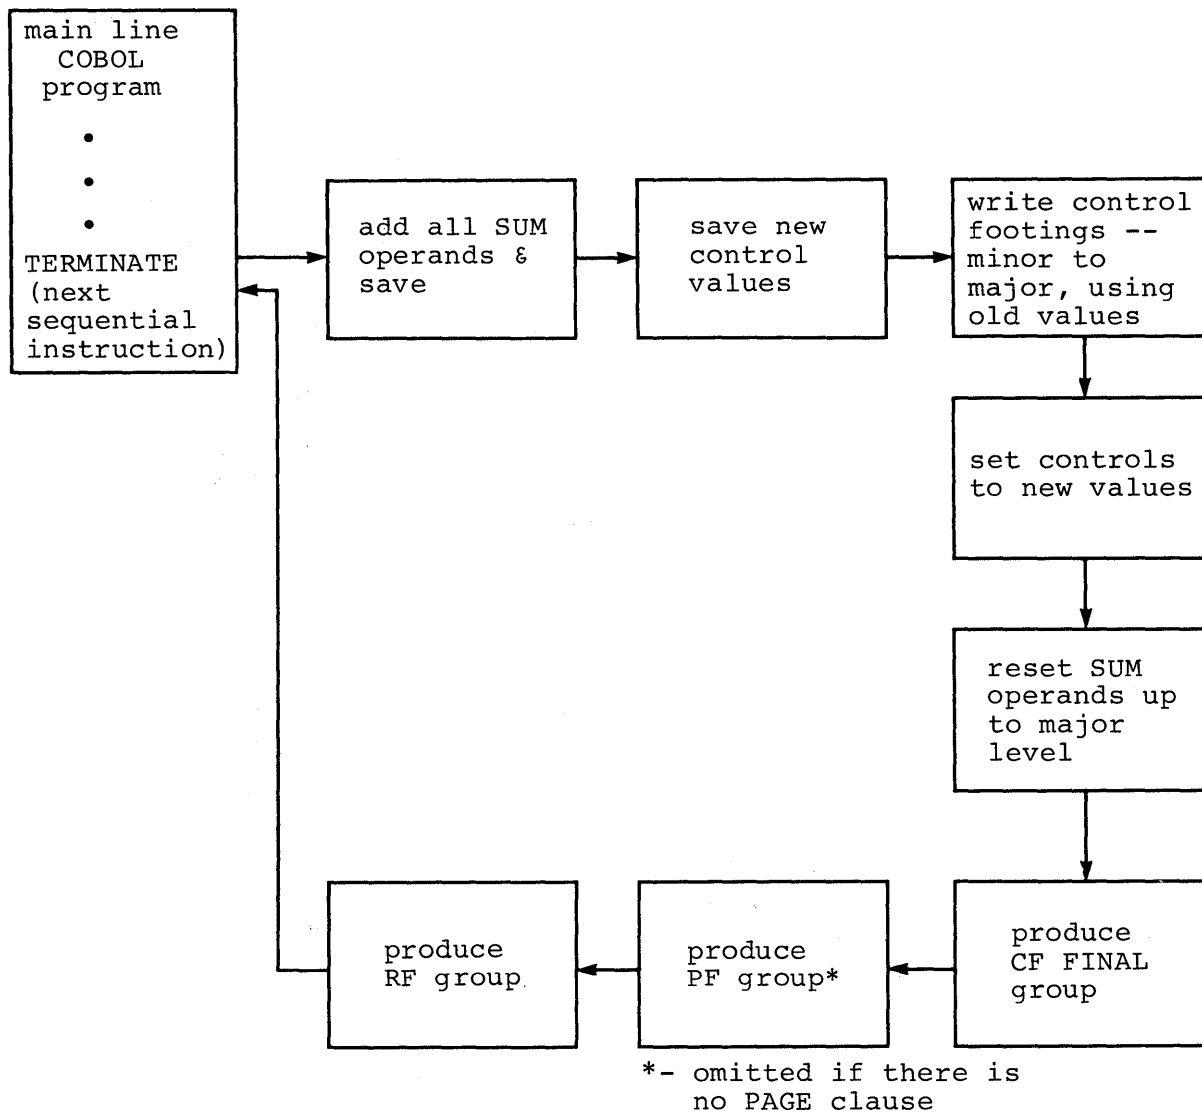 main line
COBOL
program
•
•
•
TERMINATE
(next
sequential
instruction)
add all SUM
operands &
save
save new
control
values
write control
footings --
minor to
major, using
old values
set controls
to new values
reset SUM
operands up
to major
level
produce
CF FINAL
group
produce
PF group*
produce
RF group
*- omitted if there is
no PAGE clause